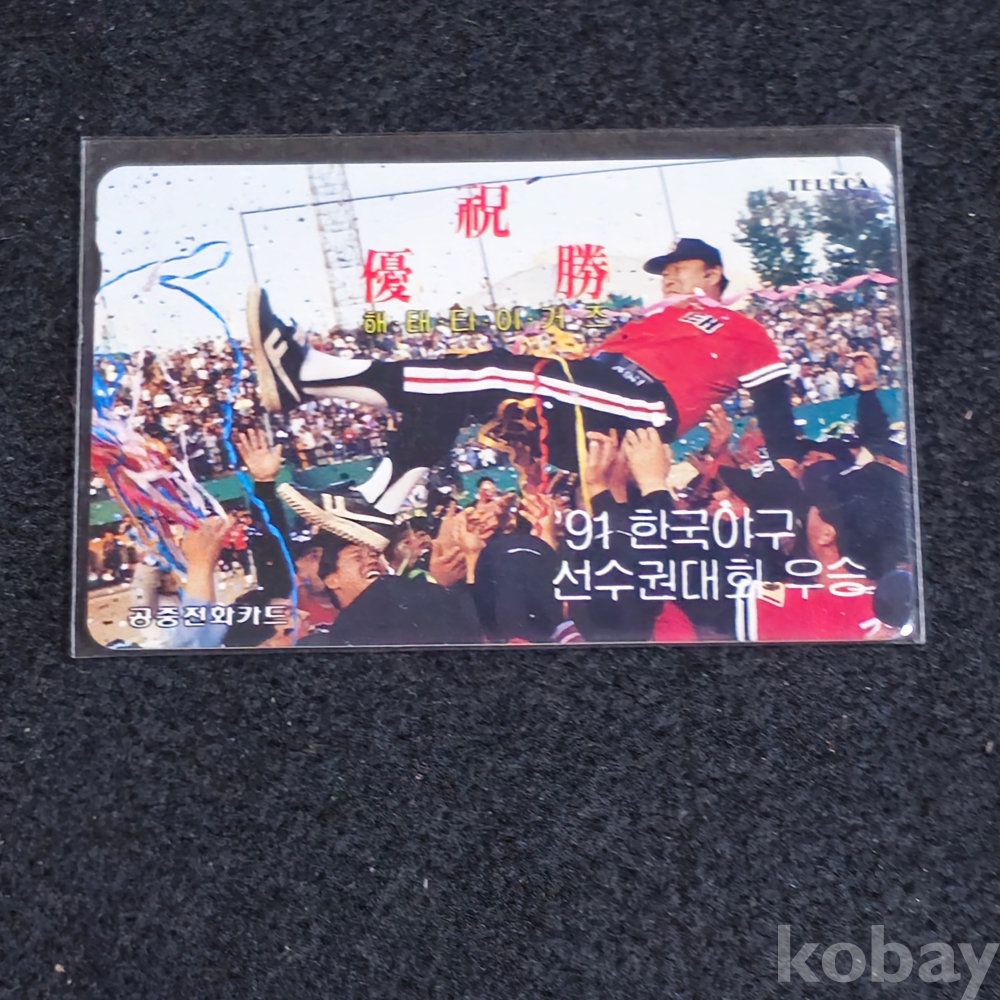 TELECA
祝
優 勝
해·태·타·이·거·즈
'91 한국야구
선수권대회 우승
공중전화카드
kobay